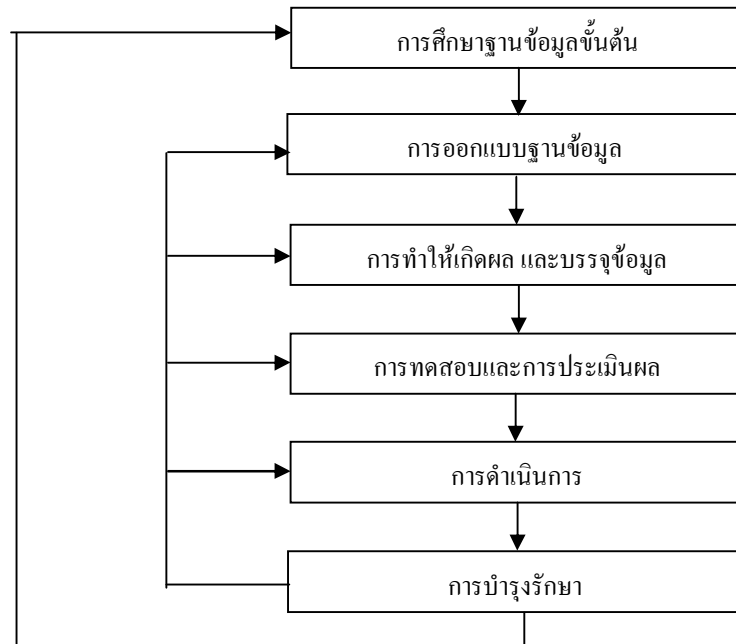 การศึกษาฐานข้อมูลขั้นต้น
การออกแบบฐานข้อมูล
การทำให้เกิดผล และบรรจุข้อมูล
การทดสอบและการประเมินผล
การดำเนินการ
การบำรุงรักษา